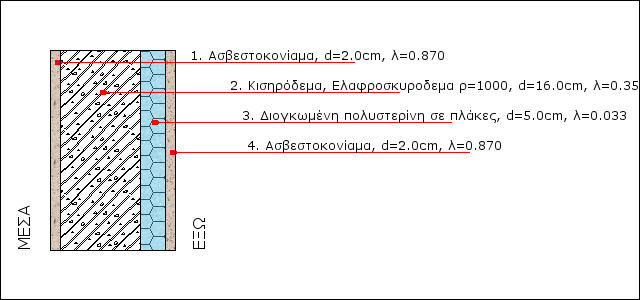 1. Ασβεστοκονίαμα, d=2.0cm, λ=0.870
2. Κισηρόδεμα, Ελαφροσκυροδεμα ρ=1000, d=16.0cm, λ=0.35
3. Διογκωμένη πολυστερίνη σε πλάκες, d=5.0cm, λ=0.033
4. Ασβεστοκονίαμα, d=2.0cm, λ=0.870
ΜΕΣΑ
ΕΞΩ